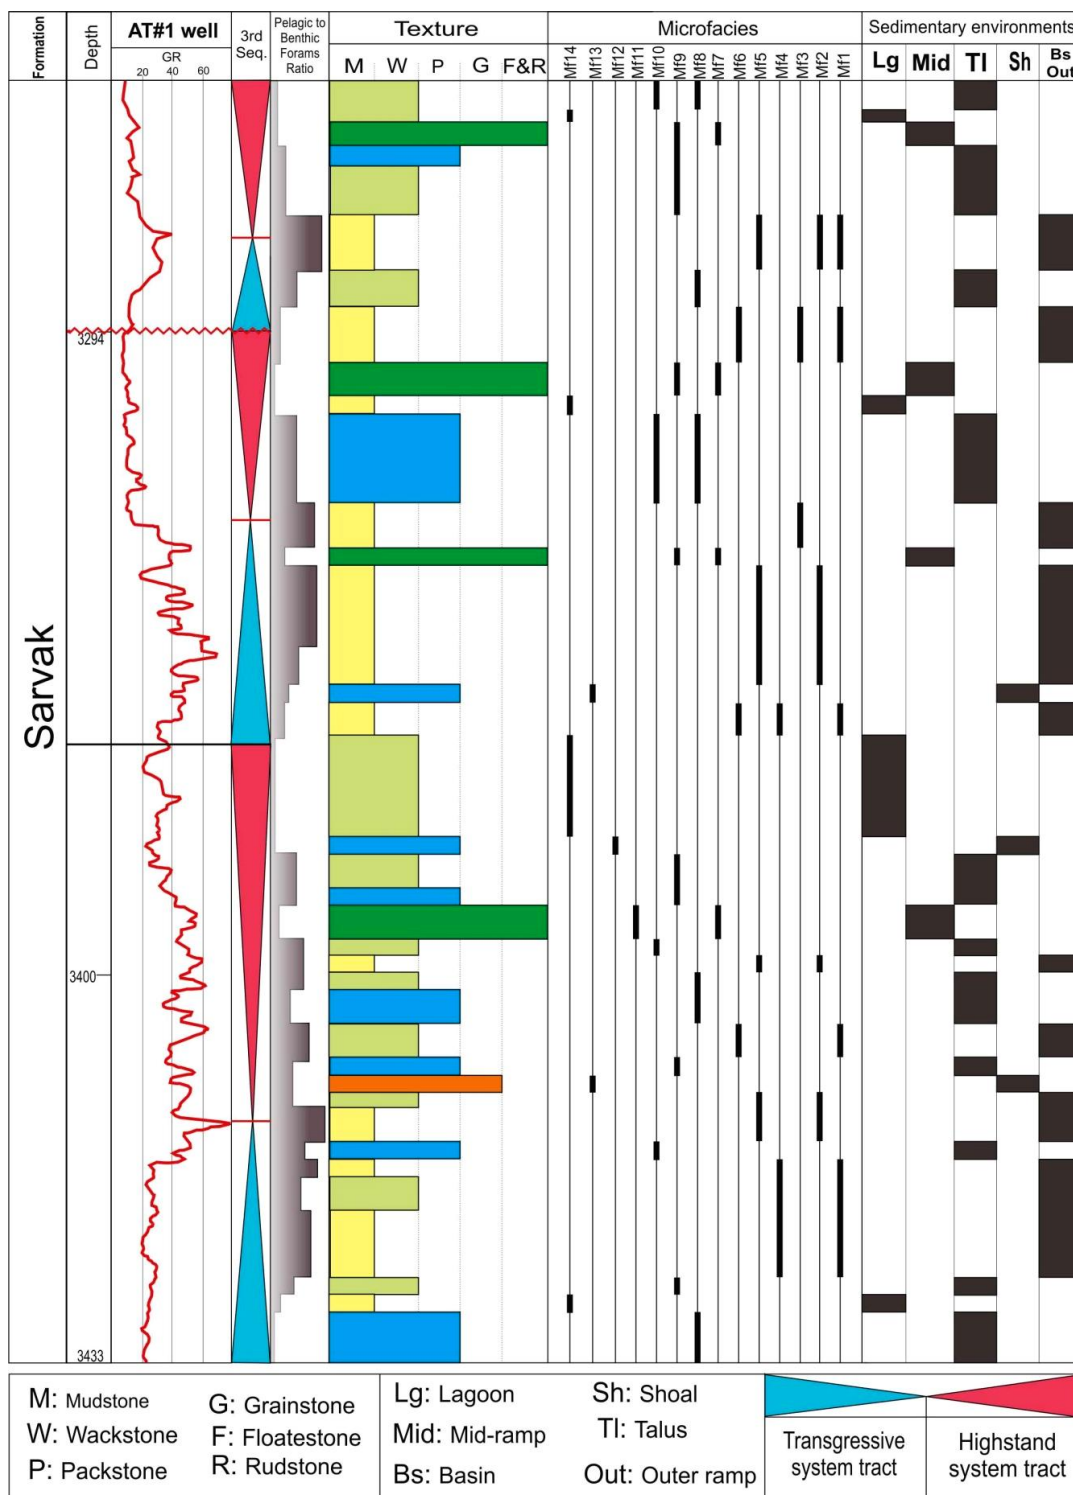 Formation
Depth
AT#1 well
GR
20 40 60
3rd
Seq.
Pelagic to
Benthic
Forams
Ratio
Texture
M W P G F&R
Microfacies
Mf14 Mf13 Mf12 Mf11 Mf10 Mf9 Mf8 Mf7 Mf6 Mf5 Mf4 Mf3 Mf2 Mf1
Sedimentary environments
Lg Mid Tl Sh Bs
Out
3294
Sarvak
3400
3433
M: Mudstone
W: Wackstone
P: Packstone
G: Grainstone
F: Floatestone
R: Rudstone
Lg: Lagoon
Mid: Mid-ramp
Bs: Basin
Sh: Shoal
Tl: Talus
Out: Outer ramp
Transgressive
system tract
Highstand
system tract